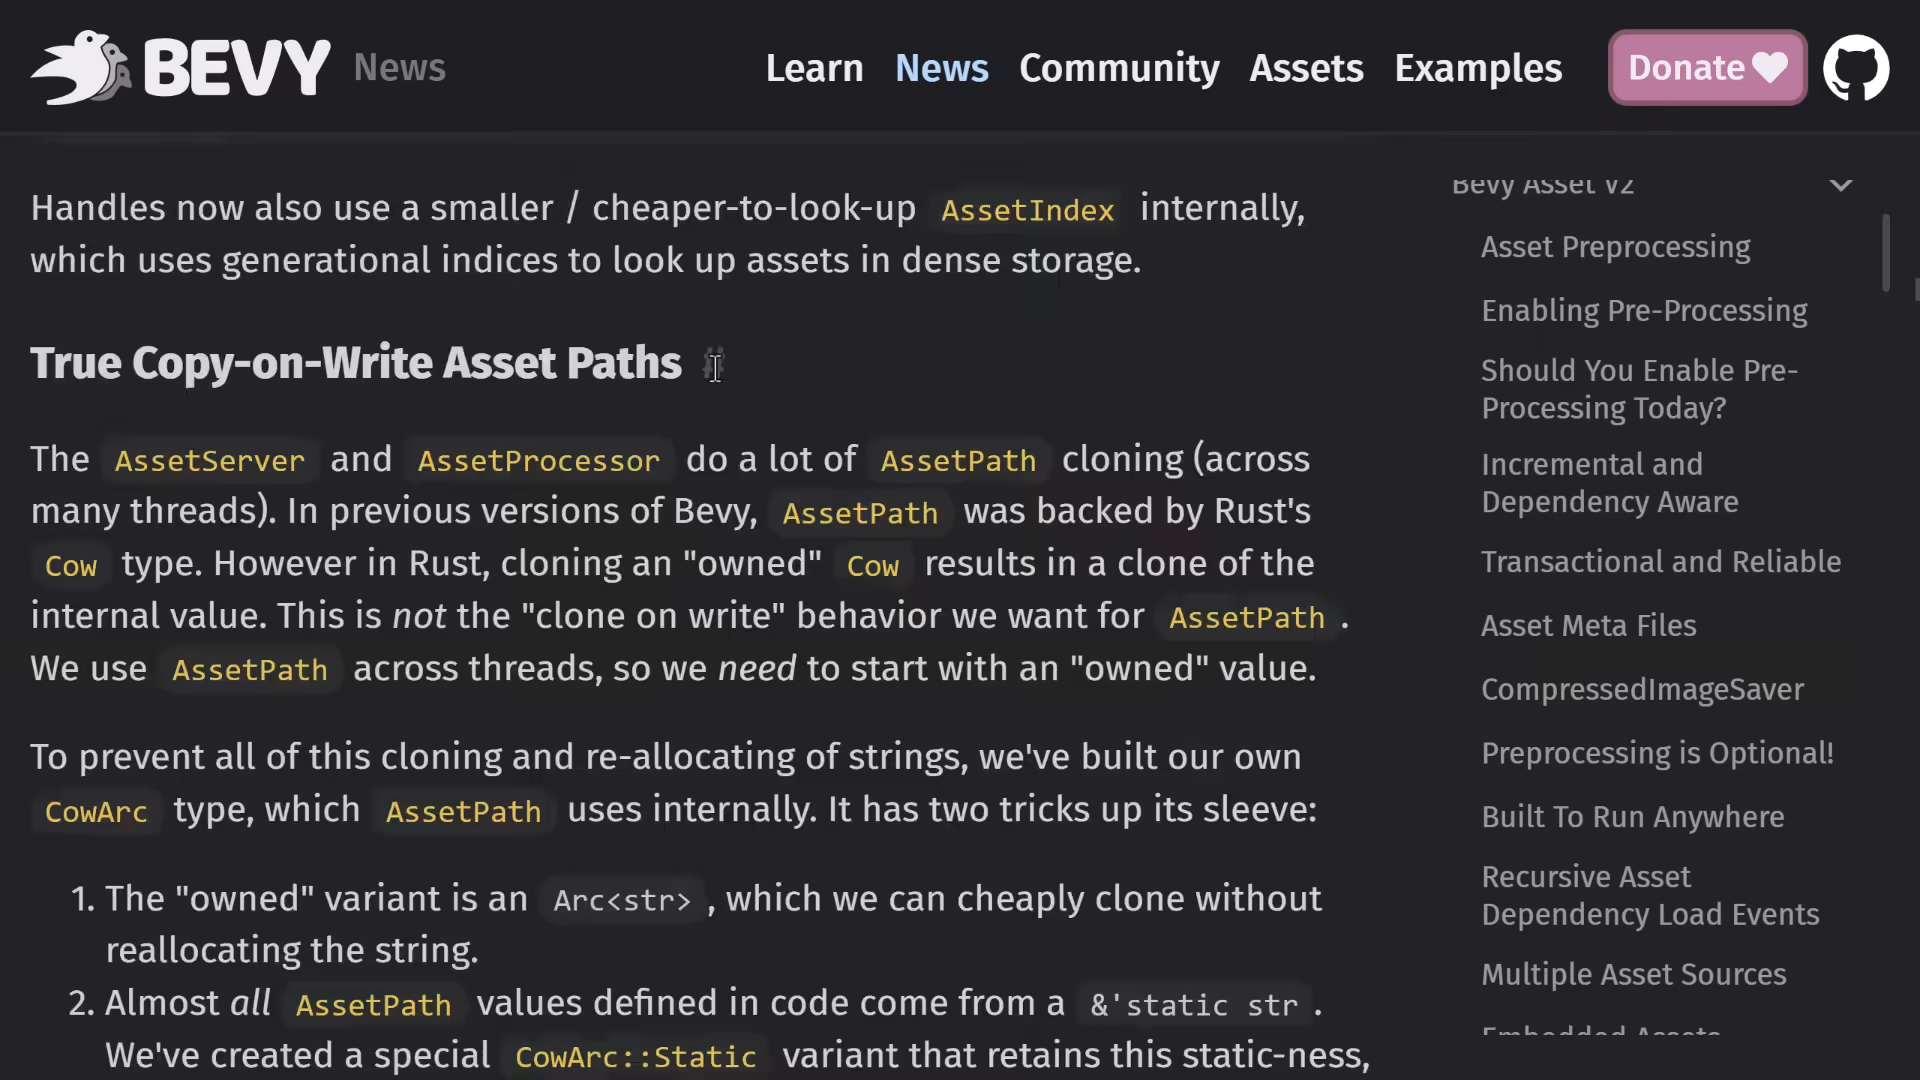 BEVY News Learn News Community Assets Examples Donate
Handles now also use a smaller / cheaper-to-look-up AssetIndex internally,
which uses generational indices to look up assets in dense storage.
True Copy-on-Write Asset Paths #
The AssetServer and AssetProcessor do a lot of AssetPath cloning (across
many threads). In previous versions of Bevy, AssetPath was backed by Rust's
Cow type. However in Rust, cloning an "owned" Cow results in a clone of the
internal value. This is not the "clone on write" behavior we want for AssetPath .
We use AssetPath across threads, so we need to start with an "owned" value.
To prevent all of this cloning and re-allocating of strings, we've built our own
CowArc type, which AssetPath uses internally. It has two tricks up its sleeve:
1. The "owned" variant is an Arc<str> , which we can cheaply clone without
reallocating the string.
2. Almost all AssetPath values defined in code come from a &'static str .
We've created a special CowArc::Static variant that retains this static-ness,
Bevy Asset V2
Asset Preprocessing
Enabling Pre-Processing
Should You Enable Pre-
Processing Today?
Incremental and
Dependency Aware
Transactional and Reliable
Asset Meta Files
CompressedImageSaver
Preprocessing is Optional!
Built To Run Anywhere
Recursive Asset
Dependency Load Events
Multiple Asset Sources
Embedded Assets